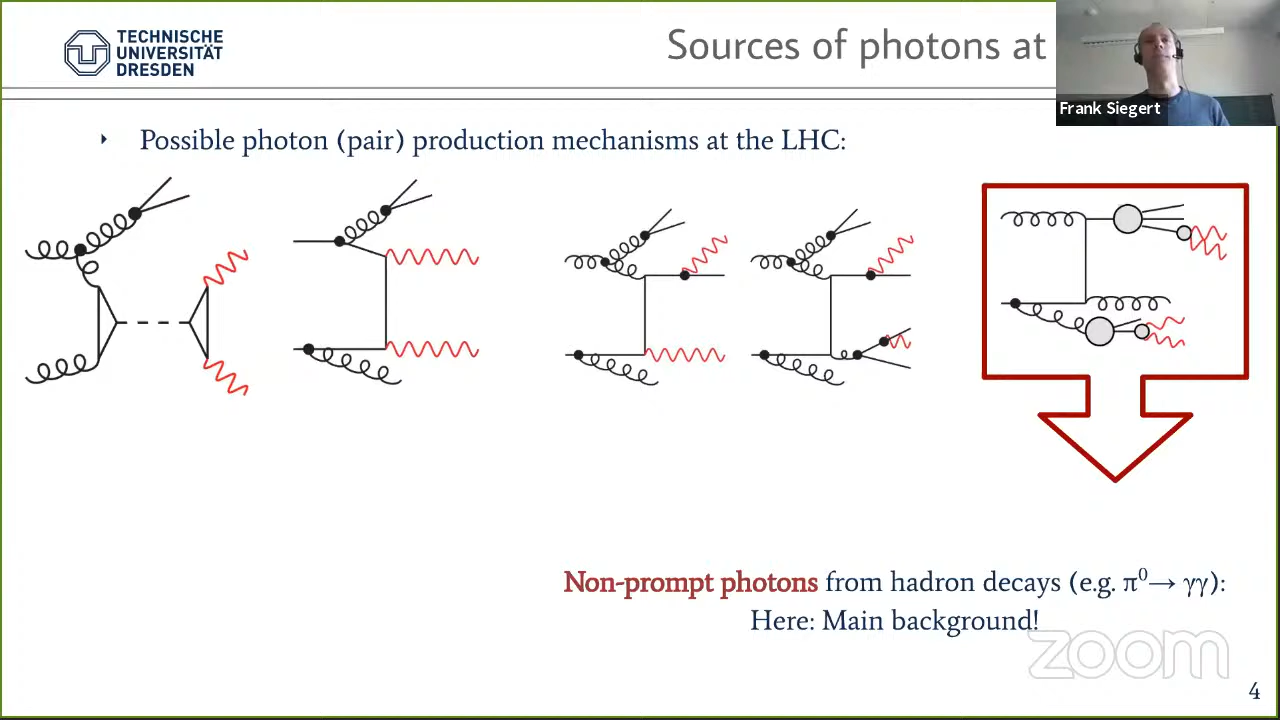 TECHNISCHE
UNIVERSITÄT
DRESDEN
Sources of photons at
Frank Siegert
‣ Possible photon (pair) production mechanisms at the LHC:
Non-prompt photons from hadron decays (e.g. π⁰→ γγ):
Here: Main background!
zoom
4